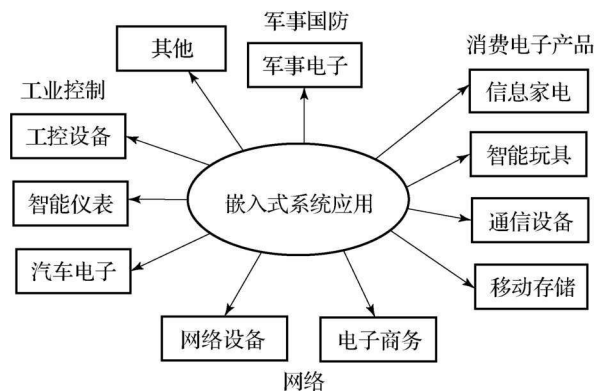 军事国防
其他
军事电子
消费电子产品
信息家电
工业控制
工控设备
智能玩具
智能仪表
嵌入式系统应用
通信设备
汽车电子
移动存储
网络设备
电子商务
网络